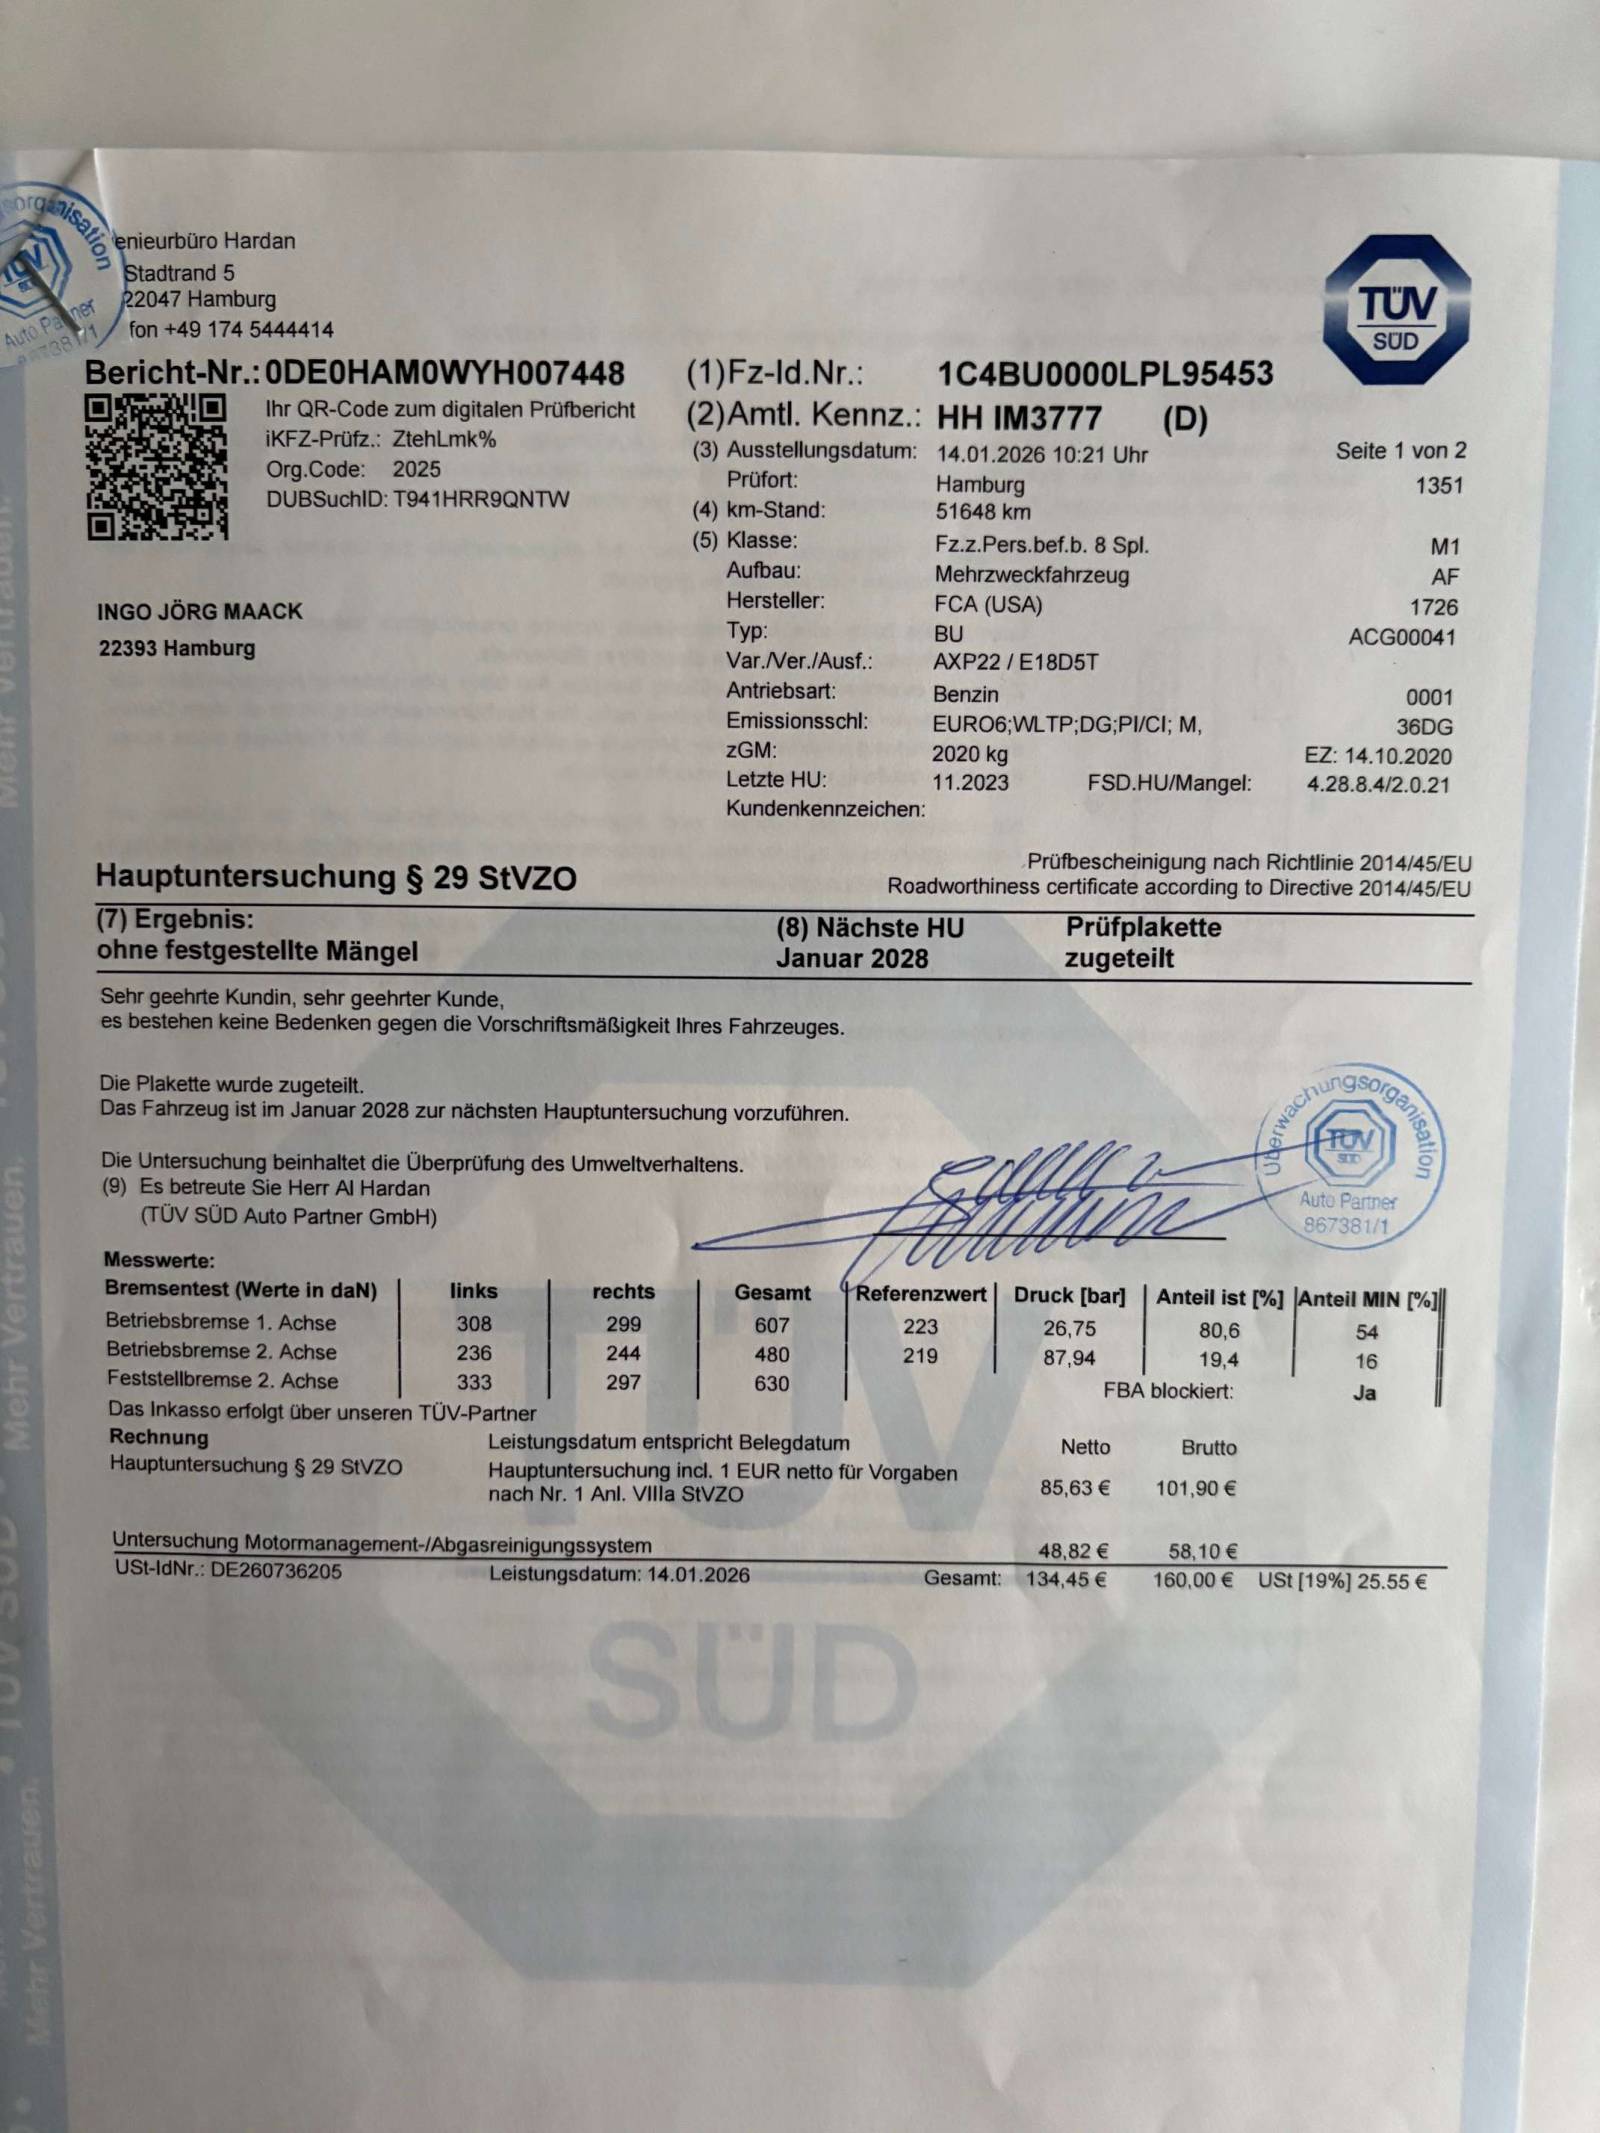 organisation
TÜV
Auto Partner
enieurbüro Hardan
Stadtrand 5
22047 Hamburg
fon +49 174 5444414
TÜV
SÜD
Bericht-Nr.: 0DE0HAM0WYH007448
Ihr QR-Code zum digitalen Prüfbericht
iKFZ-Prüfz.: ZtehLmk%
Org.Code: 2025
DUBSuchID: T941HRR9QNTW
INGO JÖRG MAACK
22393 Hamburg
(1)Fz-Id.Nr.: 1C4BU0000LPL95453
(2)Amtl. Kennz.: HH IM3777 (D)
(3) Ausstellungsdatum: 14.01.2026 10:21 Uhr Seite 1 von 2
Prüfort: Hamburg 1351
(4) km-Stand: 51648 km
(5) Klasse: Fz.z.Pers.bef.b. 8 Spl. M1
Aufbau: Mehrzweckfahrzeug AF
Hersteller: FCA (USA) 1726
Typ: BU ACG00041
Var./Ver./Ausf.: AXP22 / E18D5T
Antriebsart: Benzin 0001
Emissionsschl: EURO6;WLTP;DG;PI/CI; M, 36DG
zGM: 2020 kg EZ: 14.10.2020
Letzte HU: 11.2023 FSD.HU/Mangel: 4.28.8.4/2.0.21
Kundenkennzeichen:
Hauptuntersuchung § 29 StVZO
Prüfbescheinigung nach Richtlinie 2014/45/EU
Roadworthiness certificate according to Directive 2014/45/EU
(7) Ergebnis: (8) Nächste HU Prüfplakette
ohne festgestellte Mängel Januar 2028 zugeteilt
Sehr geehrte Kundin, sehr geehrter Kunde,
es bestehen keine Bedenken gegen die Vorschriftsmäßigkeit Ihres Fahrzeuges.
Die Plakette wurde zugeteilt.
Das Fahrzeug ist im Januar 2028 zur nächsten Hauptuntersuchung vorzuführen.
Die Untersuchung beinhaltet die Überprüfung des Umweltverhaltens.
(9) Es betreute Sie Herr Al Hardan
(TÜV SÜD Auto Partner GmbH)
Überwachungsorganisation
TÜV
SÜD
Auto Partner
867381/1
Messwerte:
Bremsentest (Werte in daN) links rechts Gesamt Referenzwert Druck [bar] Anteil ist [%] Anteil MIN [%]
Betriebsbremse 1. Achse 308 299 607 223 26,75 80,6 54
Betriebsbremse 2. Achse 236 244 480 219 87,94 19,4 16
Feststellbremse 2. Achse 333 297 630 FBA blockiert: Ja
Das Inkasso erfolgt über unseren TÜV-Partner
Rechnung Leistungsdatum entspricht Belegdatum Netto Brutto
Hauptuntersuchung § 29 StVZO Hauptuntersuchung incl. 1 EUR netto für Vorgaben
nach Nr. 1 Anl. VIIIa StVZO 85,63 € 101,90 €
Untersuchung Motormanagement-/Abgasreinigungssystem 48,82 € 58,10 €
USt-IdNr.: DE260736205 Leistungsdatum: 14.01.2026 Gesamt: 134,45 € 160,00 € USt [19%] 25.55 €
TÜV
SÜD
Mehr Vertrauen.
TÜV SÜD
Mehr Vertrauen.
Mehr Vertrauen.